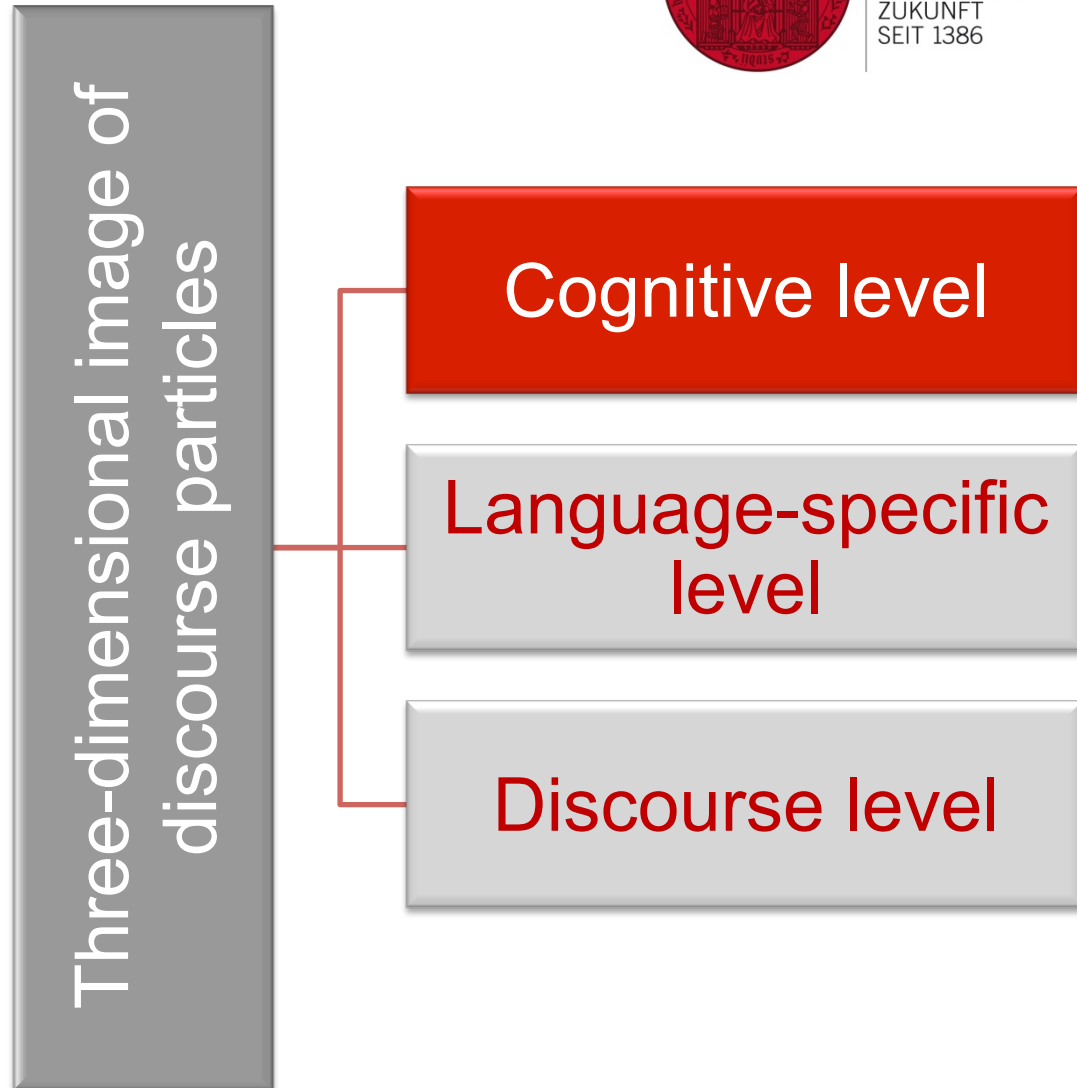 ZUKUNFT
SEIT 1386
Three-dimensional image of
discourse particles
Cognitive level
Language-specific
level
Discourse level